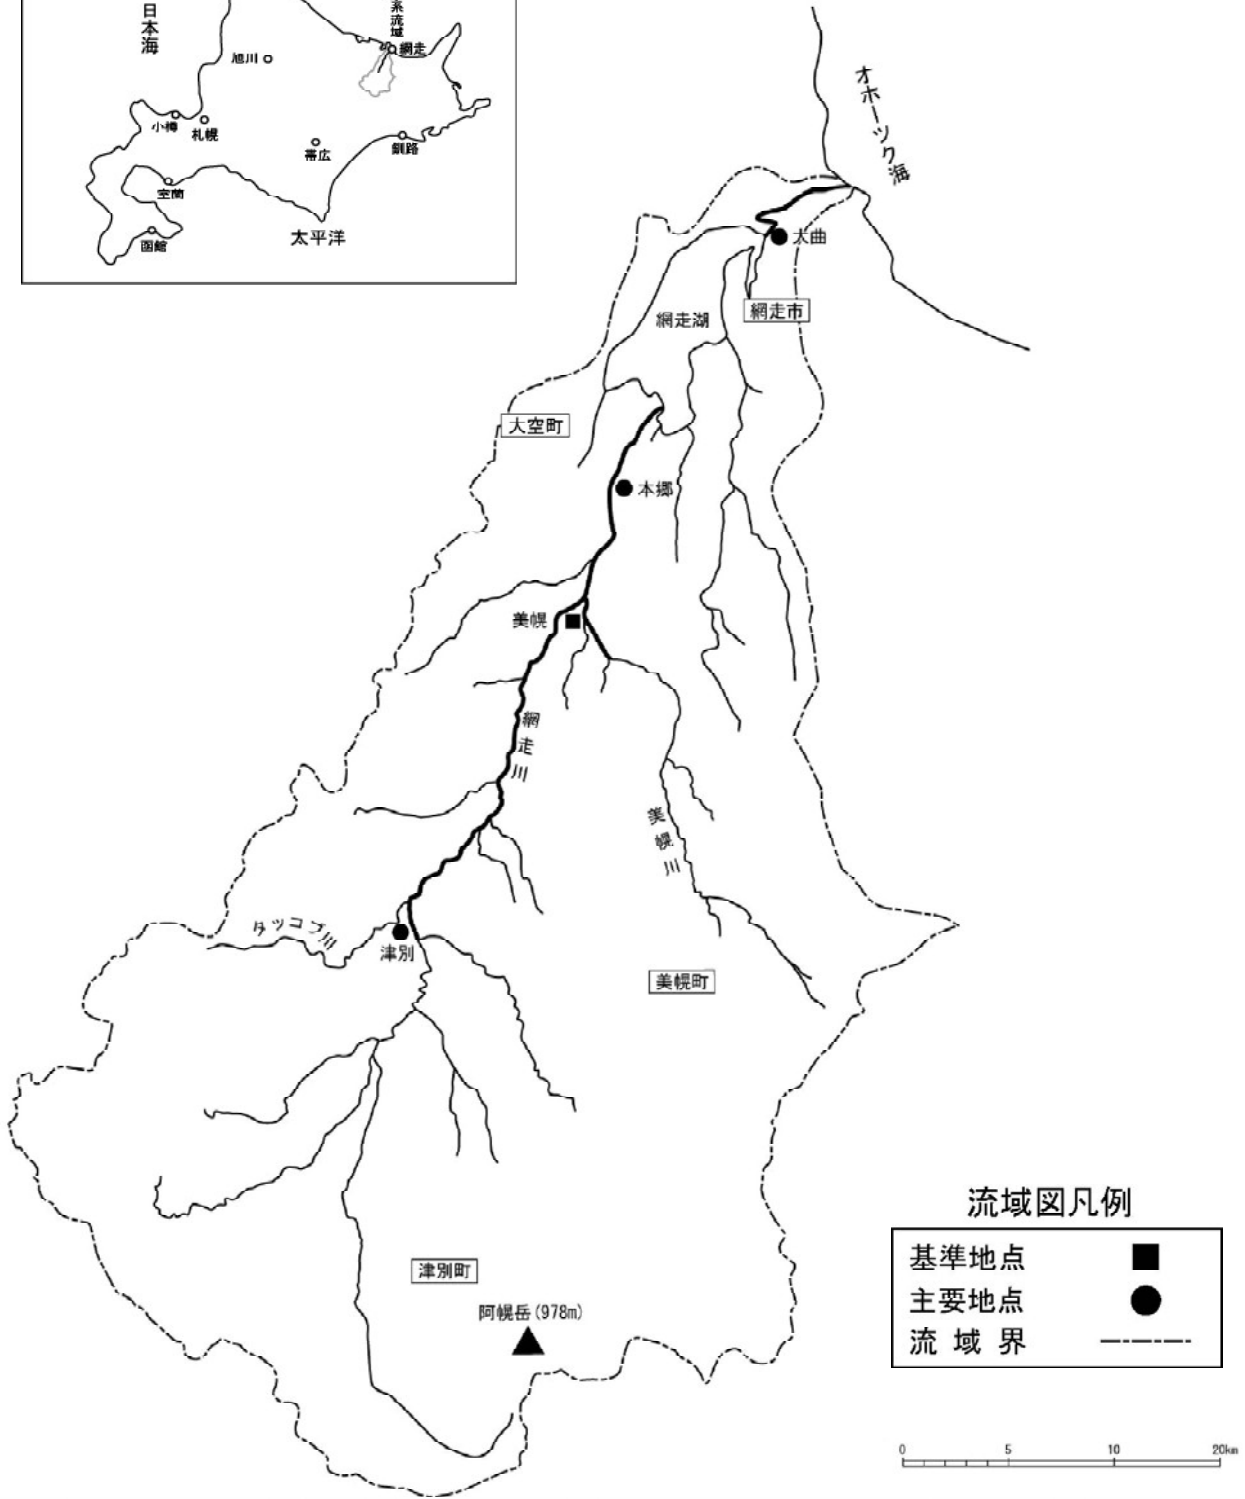 日本海
系流域
網走
旭川
小樽
札幌
帯広
釧路
室蘭
函館
太平洋
オホーツク海
大曲
網走市
網走湖
大空町
本郷
美幌
網走川
美幌川
タッコブ川
津別
美幌町
津別町
阿幌岳(978m)
流域図凡例
基準地点
主要地点
流域界
0 5 10 20km